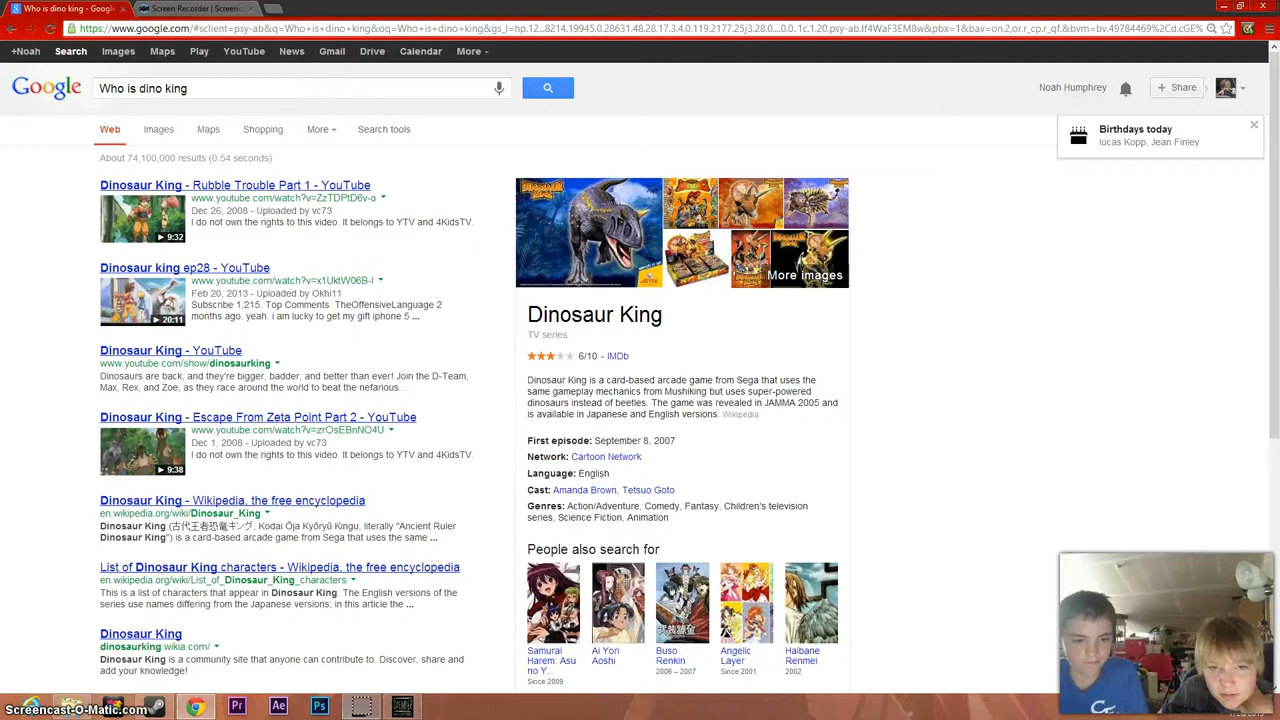 Who is dino king - Google
Screen Recorder | Screen
https://www.google.com/#client=psy-ab&q=Who+is+dino+king&oq=Who+is+dino+king&gs_l=hp.12...8214.19945.0.28631.48.28.17.3.4.0.119.2177.25j3.28.0....0...1c.1.20.psy-ab.
+Noah Search Images Maps Play YouTube News Gmail Drive Calendar More
Google
Who is dino king
Noah Humphrey
+ Share
Web Images Maps Shopping More Search tools
Birthdays today
lucas Kopp, Jean Finley
About 74,100,000 results (0.54 seconds)
Dinosaur King - Rubble Trouble Part 1 - YouTube
www.youtube.com/watch?v=ZzTDPtD6v-o
Dec 26, 2008 - Uploaded by vc73
I do not own the rights to this video. It belongs to YTV and 4KidsTV.
9:32
Dinosaur king ep28 - YouTube
www.youtube.com/watch?v=x1UktW06B-I
Feb 20, 2013 - Uploaded by Okhi11
Subscribe 1,215. Top Comments. TheOffensiveLanguage 2
months ago. yeah. i am lucky to get my gift iphone 5 ...
20:11
Dinosaur King - YouTube
www.youtube.com/show/dinosaurking
Dinosaurs are back, and they're bigger, badder, and better than ever! Join the D-Team,
Max, Rex, and Zoe, as they race around the world to beat the nefarious...
Dinosaur King - Escape From Zeta Point Part 2 - YouTube
www.youtube.com/watch?v=zrOsEBnNO4U
Dec 1, 2008 - Uploaded by vc73
I do not own the rights to this video. It belongs to YTV and 4KidsTV.
9:38
Dinosaur King - Wikipedia, the free encyclopedia
en.wikipedia.org/wiki/Dinosaur_King
Dinosaur King (古代王者恐竜キング, Kodai Ōja Kyōryū Kingu, literally "Ancient Ruler
Dinosaur King") is a card-based arcade game from Sega that uses the same ...
List of Dinosaur King characters - Wikipedia, the free encyclopedia
en.wikipedia.org/wiki/List_of_Dinosaur_King_characters
This is a list of characters that appear in Dinosaur King. The English versions of the
series use names differing from the Japanese versions, in this article the ...
Dinosaur King
dinosaurking.wikia.com/
Dinosaur King is a community site that anyone can contribute to. Discover, share and
add your knowledge!
More images
Dinosaur King
TV series
6/10 - IMDb
Dinosaur King is a card-based arcade game from Sega that uses the
same gameplay mechanics from Mushiking but uses super-powered
dinosaurs instead of beetles. The game was revealed in JAMMA 2005 and
is available in Japanese and English versions. Wikipedia
First episode: September 8, 2007
Network: Cartoon Network
Language: English
Cast: Amanda Brown, Tetsuo Goto
Genres: Action/Adventure, Comedy, Fantasy, Children's television
series, Science Fiction, Animation
People also search for
Samurai
Harem: Asu
no Y...
Since 2009
Ai Yori
Aoshi
Buso
Renkin
2006 – 2007
Angelic
Layer
Since 2001
Haibane
Renmei
2002
Pr Ae Ps
Screencast-O-Matic.com